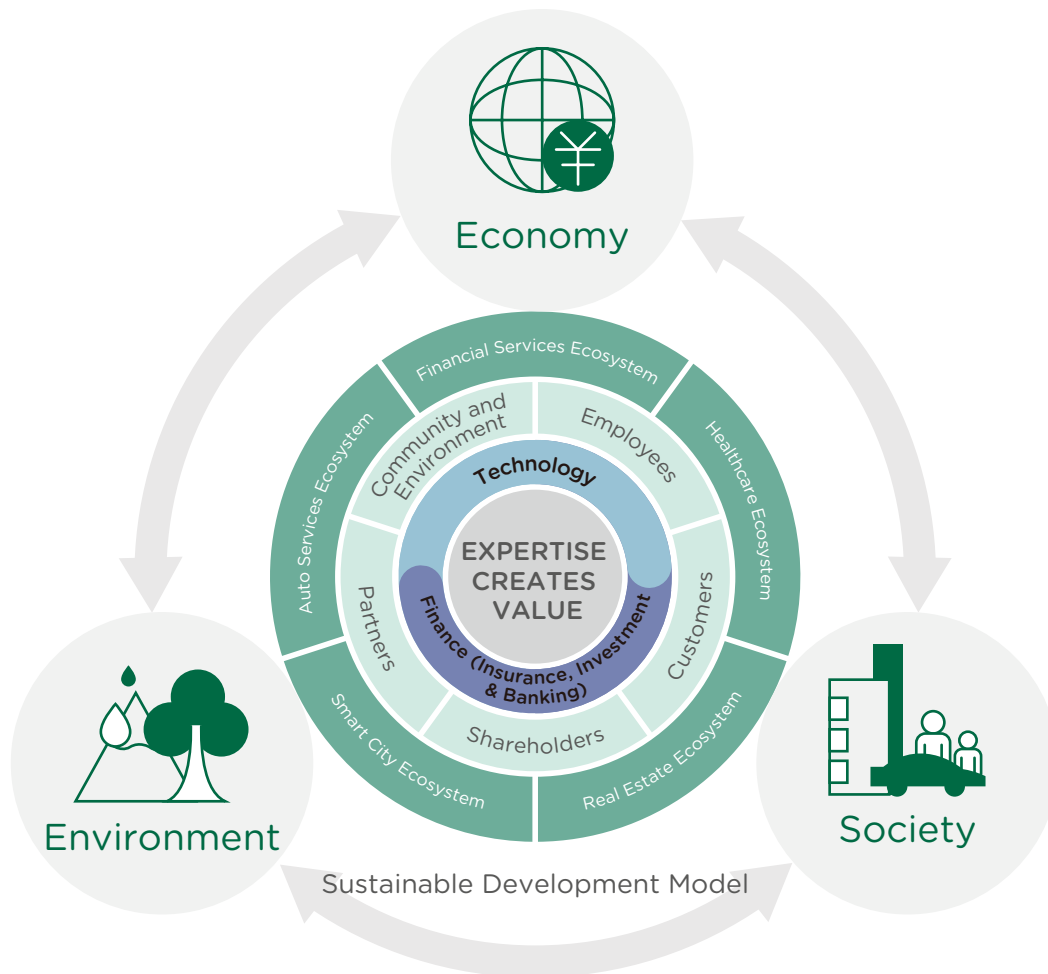 ¥
Economy
Financial Services Ecosystem
Healthcare Ecosystem
Real Estate Ecosystem
Smart City Ecosystem
Auto Services Ecosystem
Community and
Environment
Employees
Customers
Shareholders
Partners
Technology
Finance (Insurance, Investment
& Banking)
EXPERTISE
CREATES
VALUE
Environment
Society
Sustainable Development Model